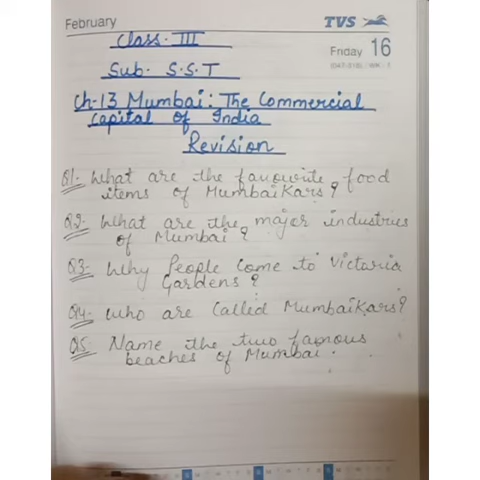 February
TVS
Friday 16
Class - III
Sub - S.S.T
Ch-13 Mumbai: The Commercial
Capital of India
Revision
Q1- What are the favourite food
items of MumbaiKars?
Q2- What are the major industries
of Mumbai?
Q3- Why People Come to Victoria
Gardens?
Q4- Who are Called MumbaiKars?
Q5- Name the two famous
beaches of Mumbai.